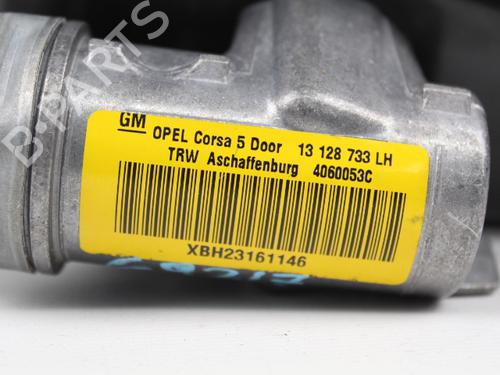 B-PARTS
GM
OPEL Corsa 5 Door 13 128 733 LH
TRW Aschaffenburg 4060053C
XBH23161146